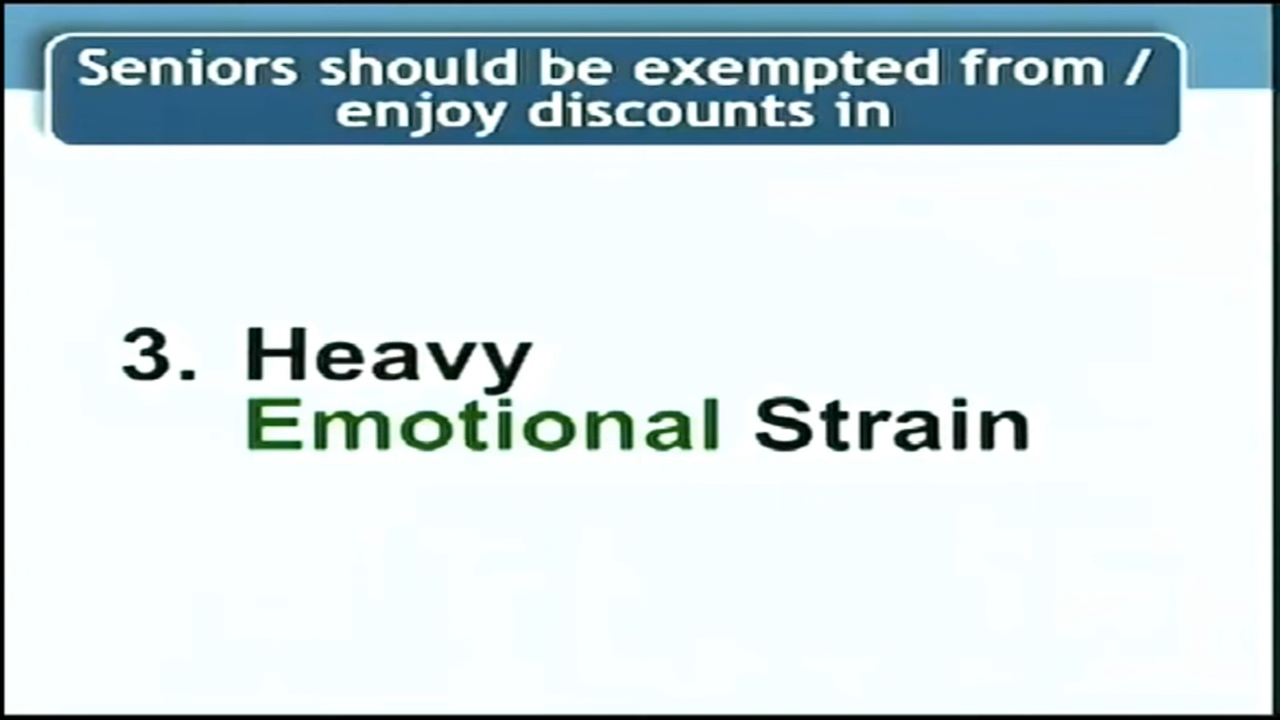 Seniors should be exempted from /
enjoy discounts in
3. Heavy
Emotional Strain